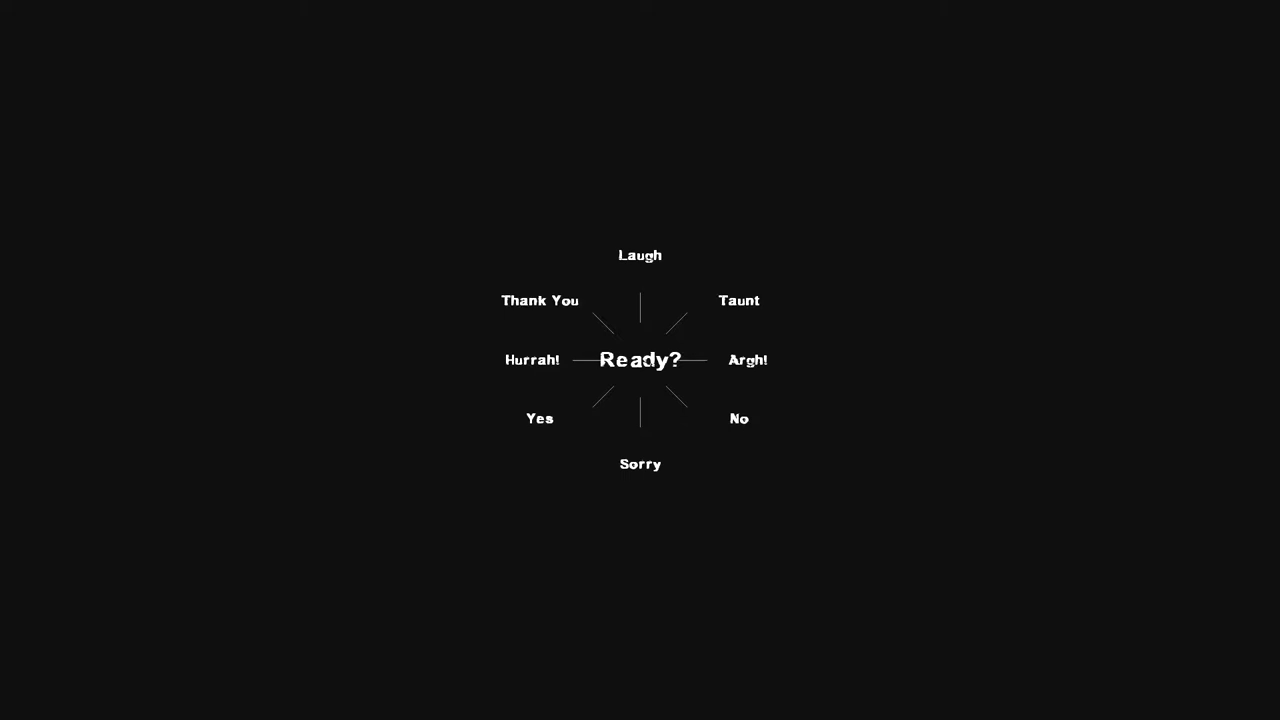 Laugh
Thank You
Taunt
Hurrah!
Ready?
Argh!
Yes
No
Sorry